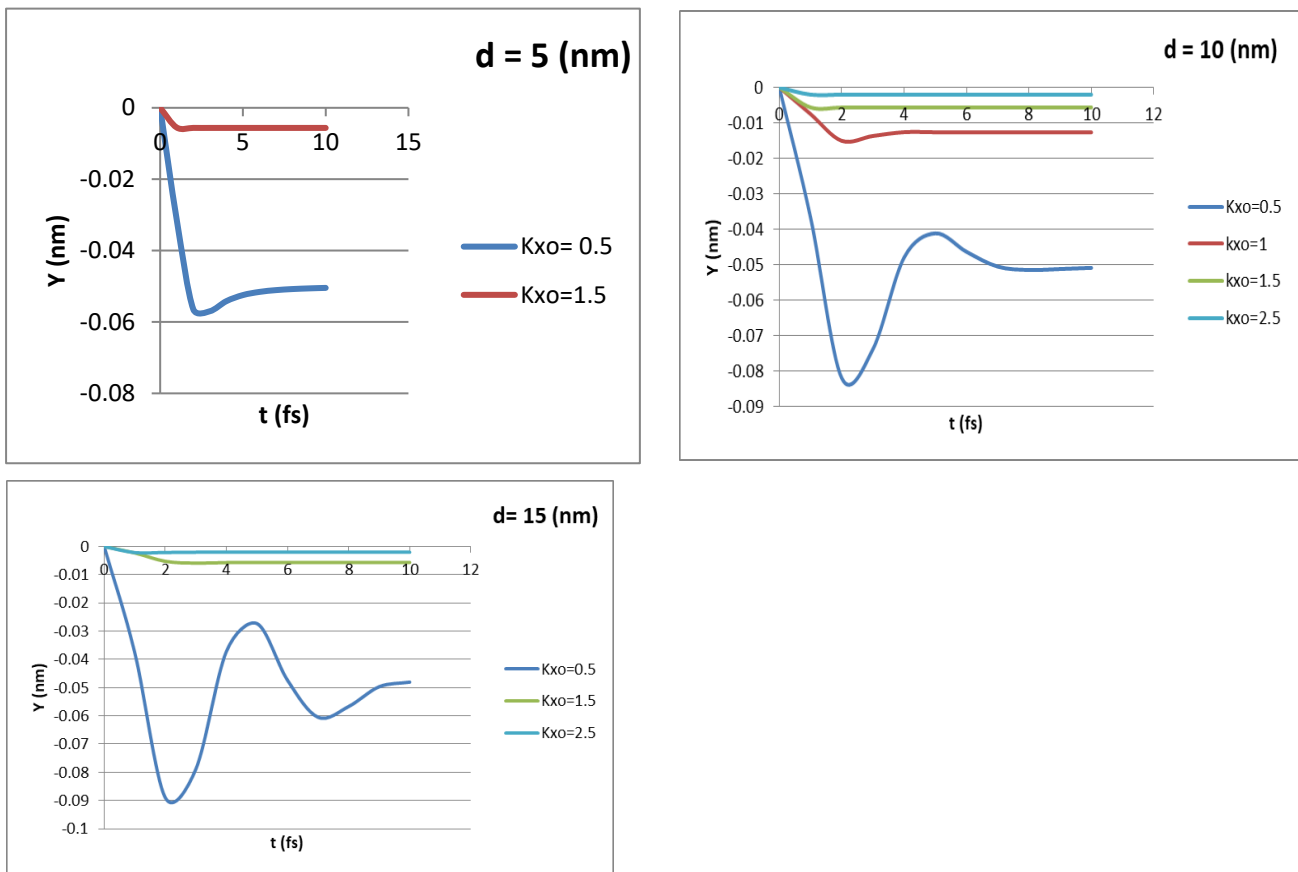 d = 5 (nm)
0
-0.02
-0.04
-0.06
-0.08
0 5 10 15
Y (nm)
t (fs)
Kxo= 0.5
Kxo=1.5
d = 10 (nm)
0
-0.01
-0.02
-0.03
-0.04
-0.05
-0.06
-0.07
-0.08
-0.09
0 2 4 6 8 10 12
Y (nm)
t (fs)
Kxo=0.5
kxo=1
kxo=1.5
kxo=2.5
d= 15 (nm)
0
-0.01
-0.02
-0.03
-0.04
-0.05
-0.06
-0.07
-0.08
-0.09
-0.1
0 2 4 6 8 10 12
Y (nm)
t (fs)
Kxo=0.5
Kxo=1.5
Kxo=2.5